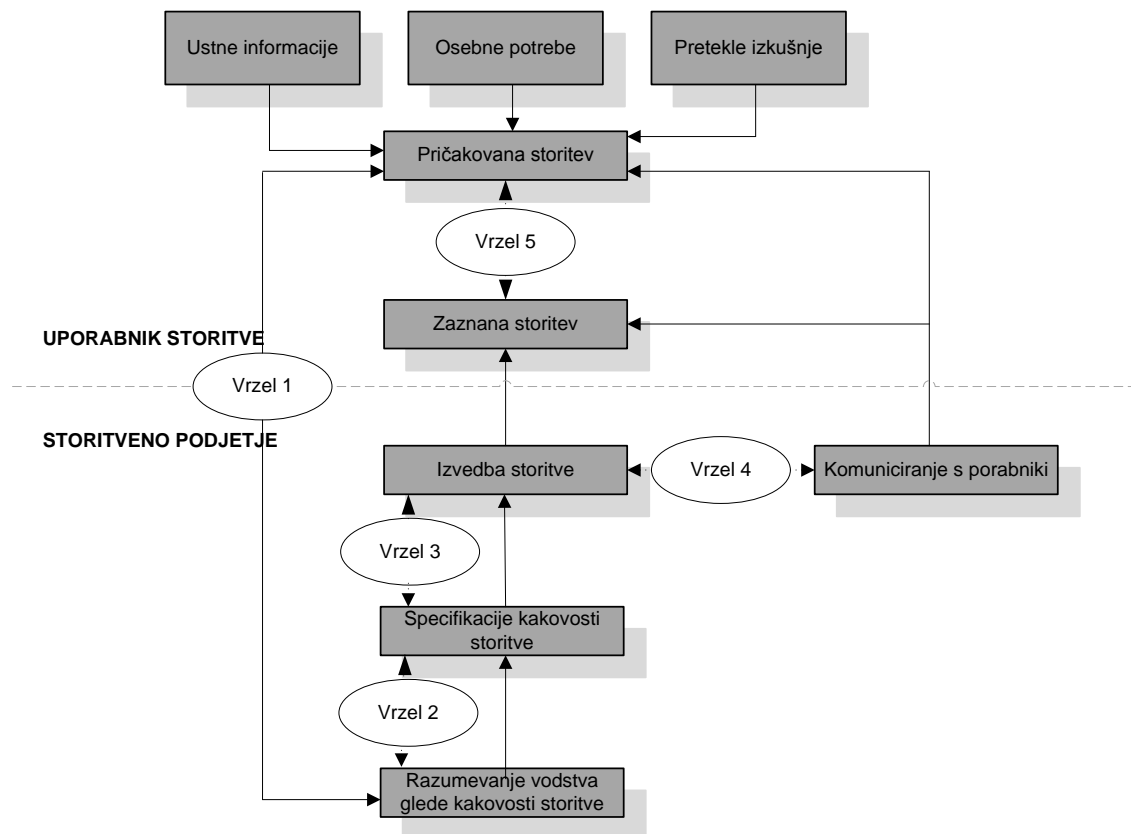 Ustne informacije
Osebne potrebe
Pretekle izkušnje
Pričakovana storitev
Vrzel 5
Zaznana storitev
UPORABNIK STORITVE
Vrzel 1
STORITVENO PODJETJE
Izvedba storitve
Vrzel 4
Komuniciranje s porabniki
Vrzel 3
Specifikacije kakovosti
storitve
Vrzel 2
Razumevanje vodstva
glede kakovosti storitve